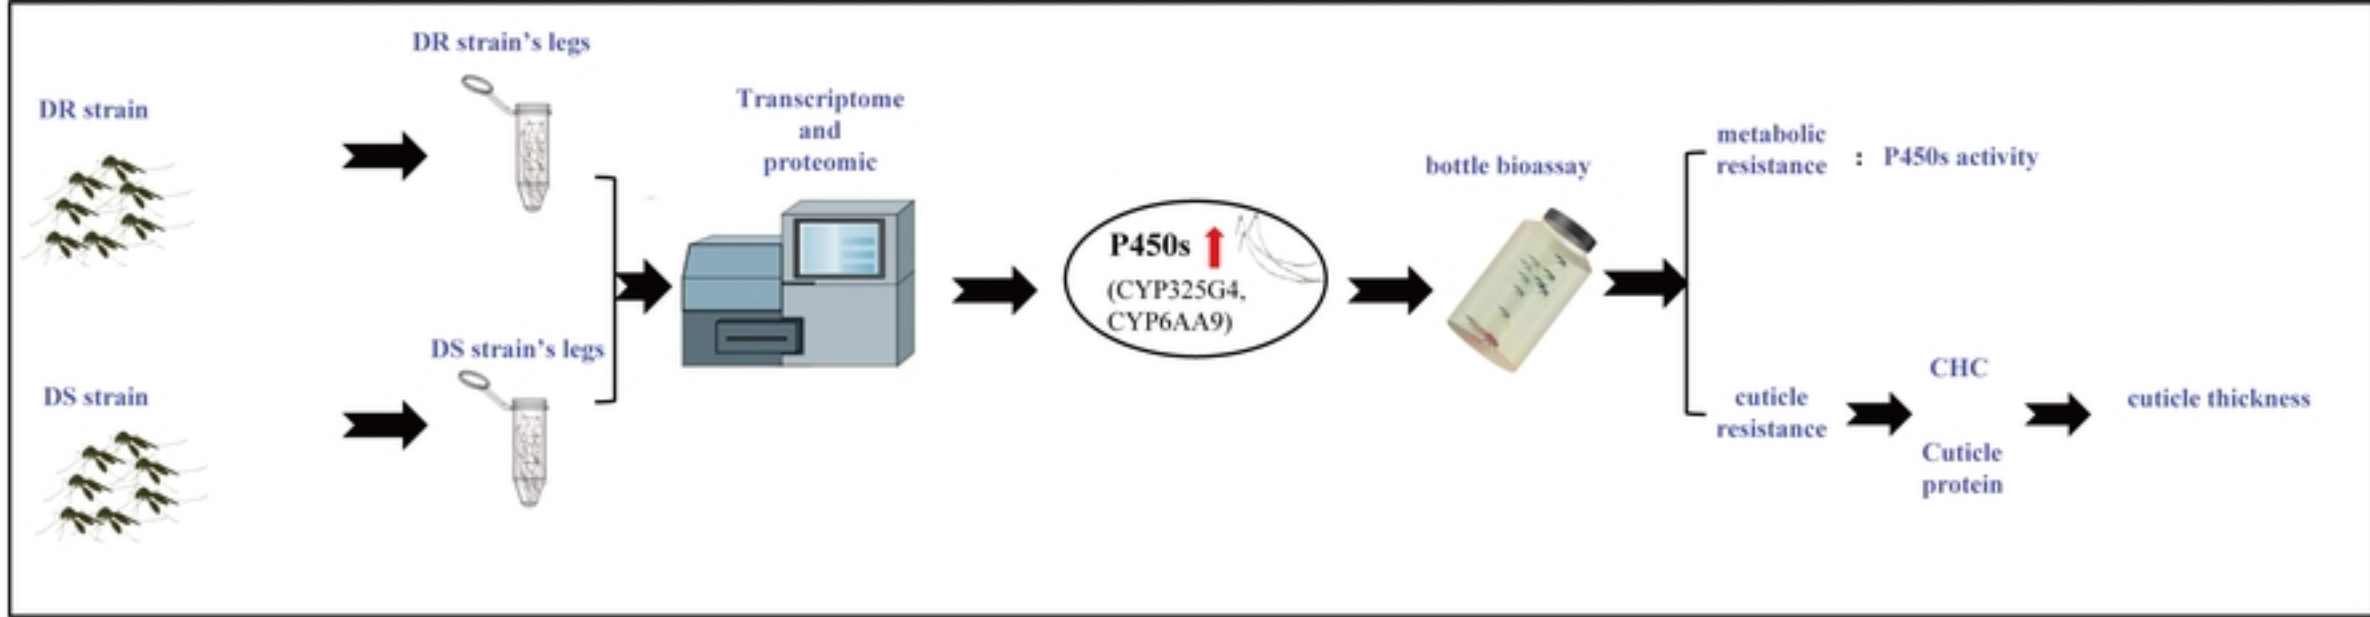 DR strain
DR strain's legs
DS strain
DS strain's legs
Transcriptome
and
proteomic
P450s
(CYP325G4,
CYP6AA9)
bottle bioassay
metabolic
resistance : P450s activity
cuticle
resistance
CHC
Cuticle
protein
cuticle thickness